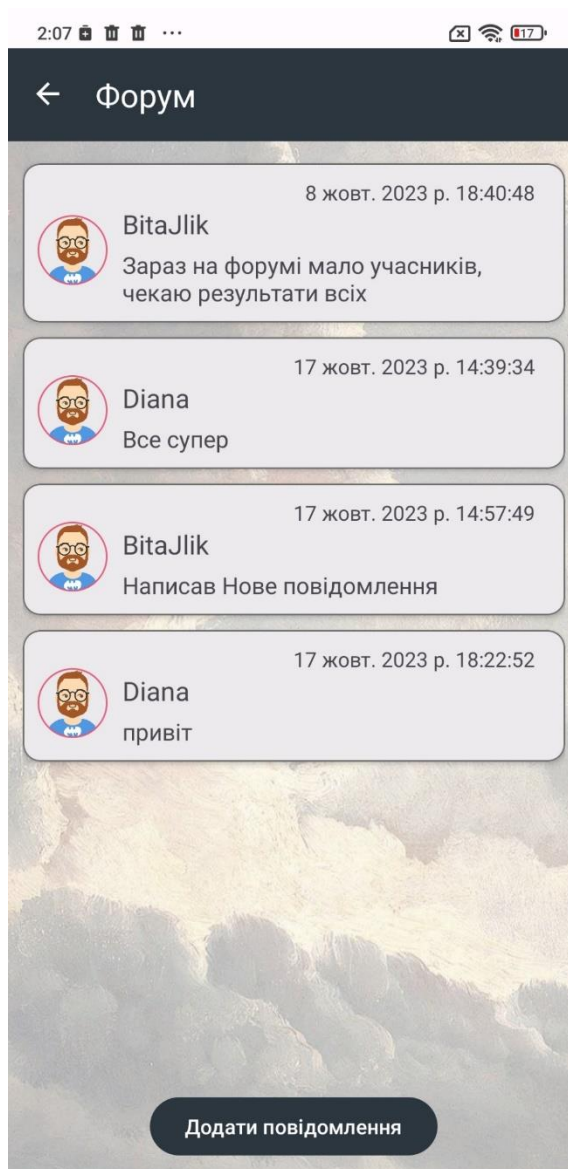 2:07
17
Форум
8 жовт. 2023 р. 18:40:48
BitaJlik
Зараз на форумі мало учасників,
чекаю результати всіх
17 жовт. 2023 р. 14:39:34
Diana
Все супер
17 жовт. 2023 р. 14:57:49
BitaJlik
Написав Нове повідомлення
17 жовт. 2023 р. 18:22:52
Diana
привіт
Додати повідомлення